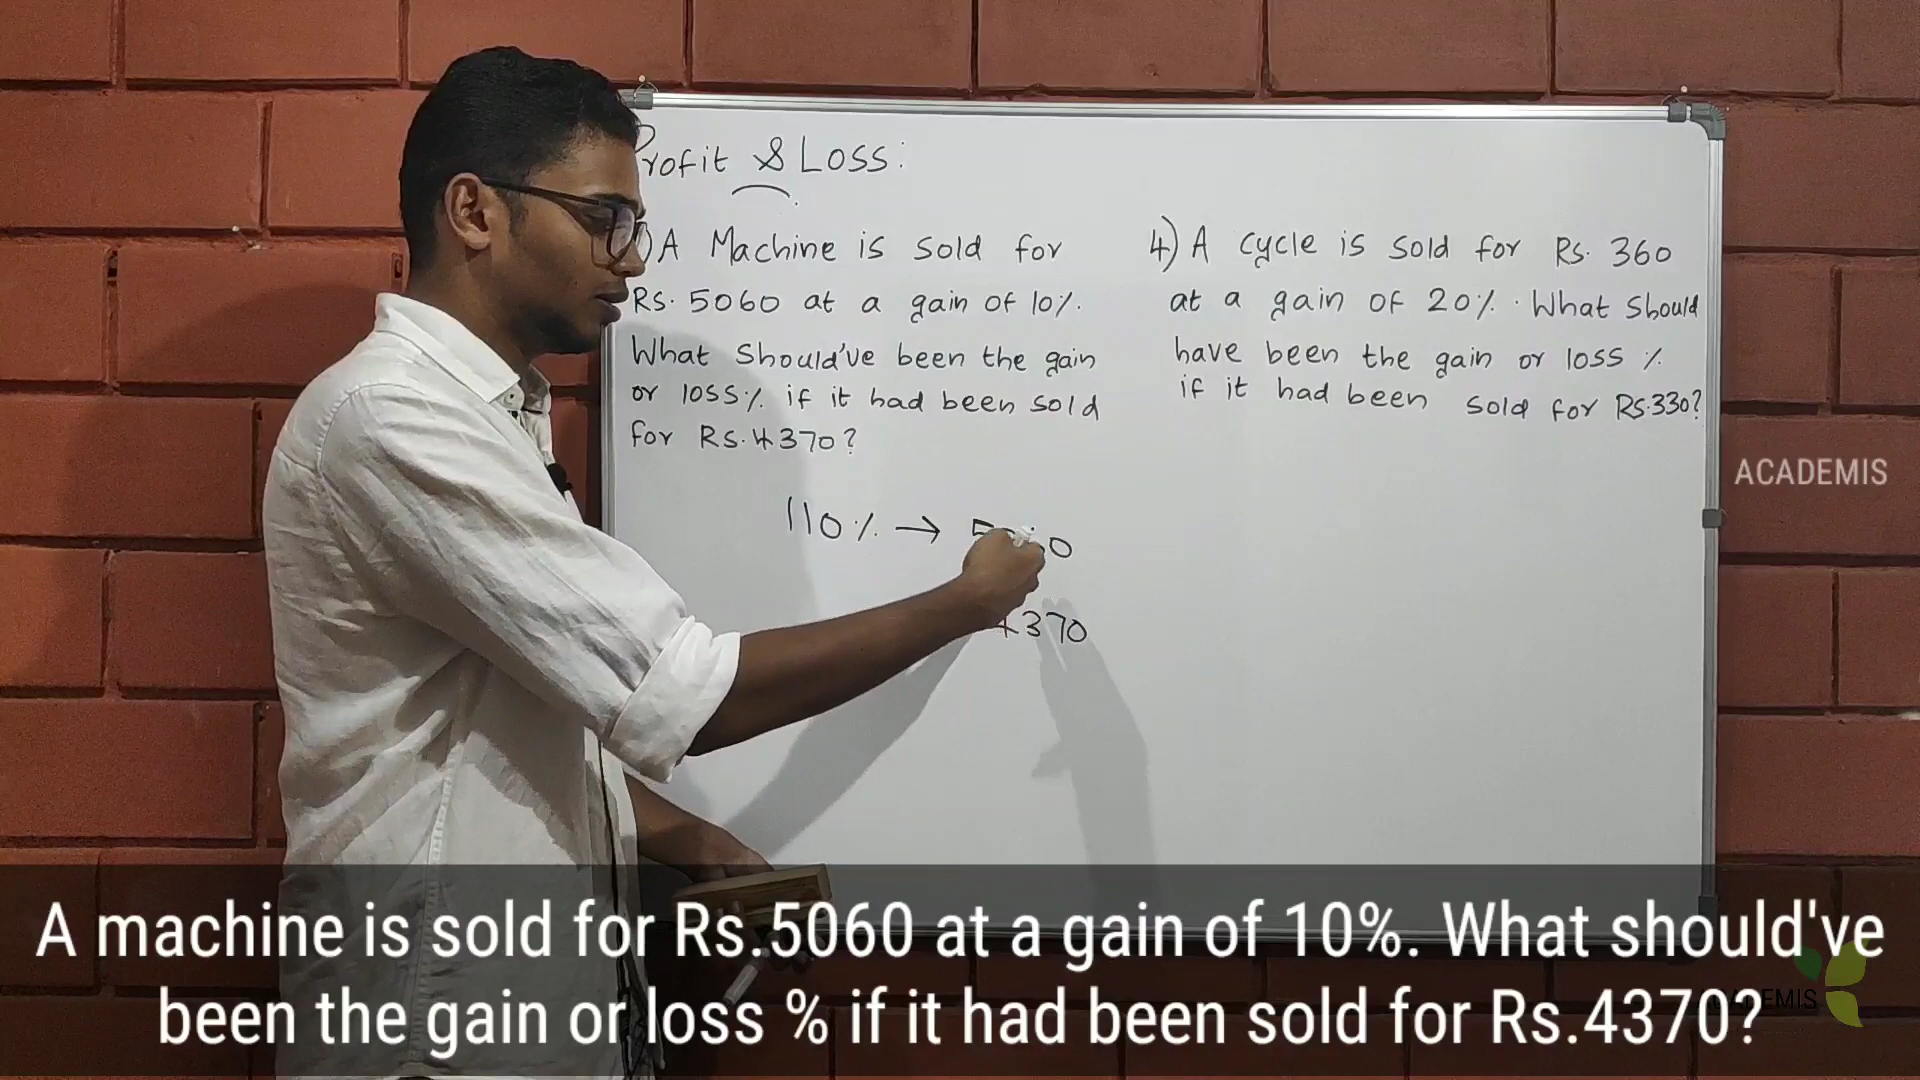 Profit & Loss:
) A Machine is sold for
Rs. 5060 at a gain of 10%.
What Should've been the gain
or loss% if it had been sold
for Rs. 4370?
110% → 5060
4370
4) A cycle is sold for Rs. 360
at a gain of 20%. What should
have been the gain or loss %
if it had been sold for Rs.330?
ACADEMIS
A machine is sold for Rs.5060 at a gain of 10%. What should've
been the gain or loss % if it had been sold for Rs.4370?
ACADEMIS